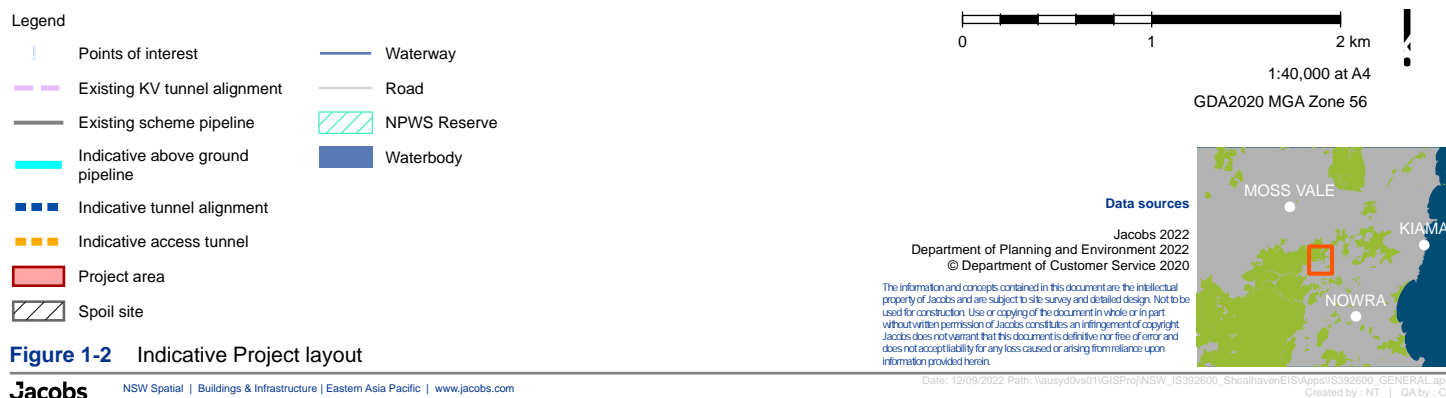 Legend
Points of interest
Existing KV tunnel alignment
Existing scheme pipeline
Indicative above ground
pipeline
Indicative tunnel alignment
Indicative access tunnel
Project area
Spoil site
Waterway
Road
NPWS Reserve
Waterbody
0 1 2 km
1:40,000 at A4
GDA2020 MGA Zone 56
Data sources
Jacobs 2022
Department of Planning and Environment 2022
© Department of Customer Service 2020
The information and concepts contained in this document are the intellectual
property of Jacobs and are subject to site survey and detailed design. Not to be
used for construction. Use or copying of the document in whole or in part
without written permission of Jacobs constitutes an infringement of copyright.
Jacobs does not warrant that this document is definitive nor free of error and
does not accept liability for any loss caused or arising from reliance upon
information provided herein.
MOSS VALE
KIAMA
NOWRA
Figure 1-2 Indicative Project layout
Jacobs
NSW Spatial | Buildings & Infrastructure | Eastern Asia Pacific | www.jacobs.com
Date: 12/09/2022 Path: \\ausyd0vs01\GISProj\NSW_IS392600_ShoalhavenEIS\Apps\IS392600_GENERAL.ap
Created by : NT | QA by : C